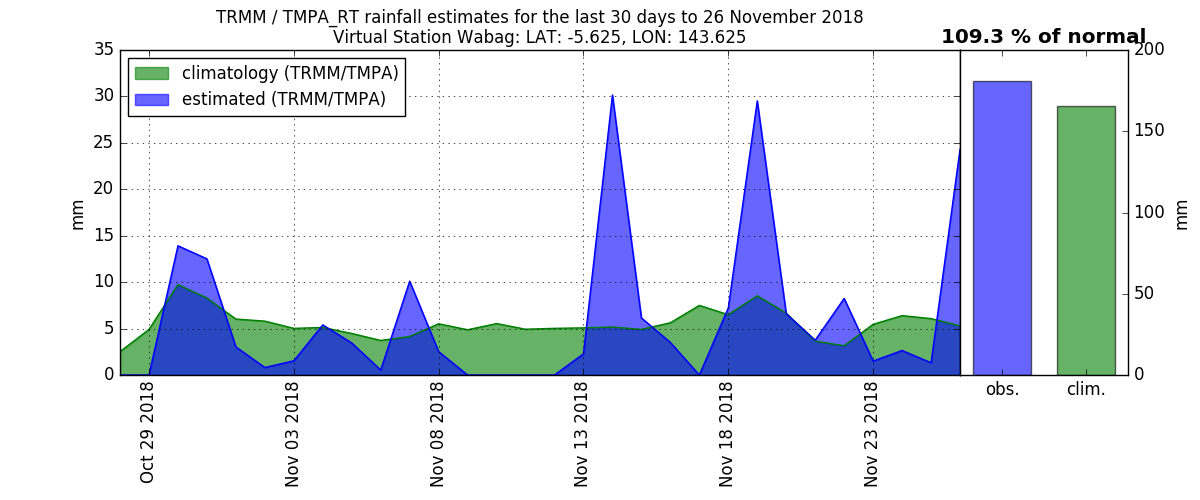 TRMM / TMPA_RT rainfall estimates for the last 30 days to 26 November 2018
Virtual Station Wabag: LAT: -5.625, LON: 143.625
109.3 % of normal
climatology (TRMM/TMPA)
estimated (TRMM/TMPA)
35
30
25
20
15
10
5
0
mm
Oct 29 2018
Nov 03 2018
Nov 08 2018
Nov 13 2018
Nov 18 2018
Nov 23 2018
obs.
clim.
200
150
100
50
0
mm